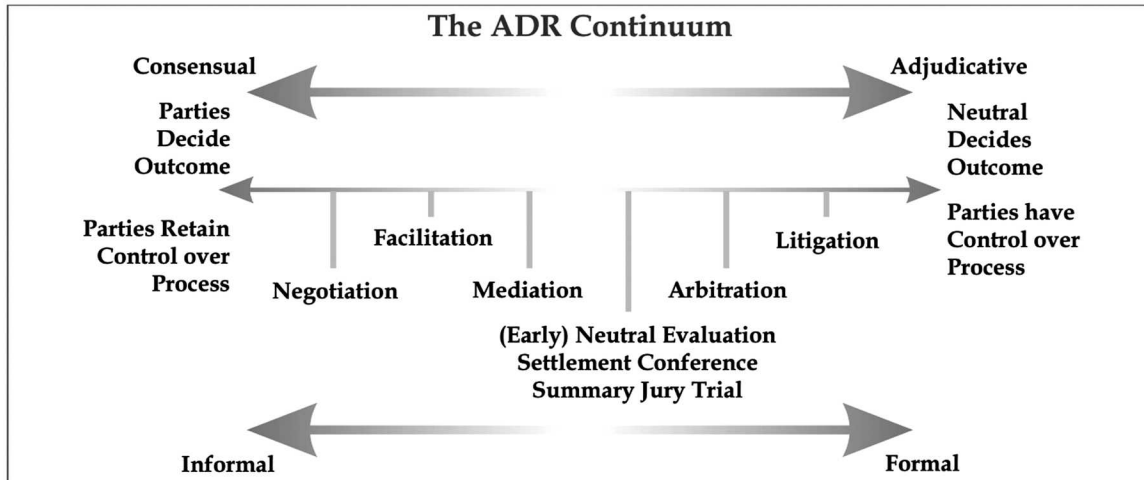 The ADR Continuum
Consensual
Adjudicative
Parties
Decide
Outcome
Neutral
Decides
Outcome
Parties Retain
Control over
Process
Parties have
Control over
Process
Negotiation
Facilitation
Mediation
(Early) Neutral Evaluation
Settlement Conference
Summary Jury Trial
Arbitration
Litigation
Informal
Formal